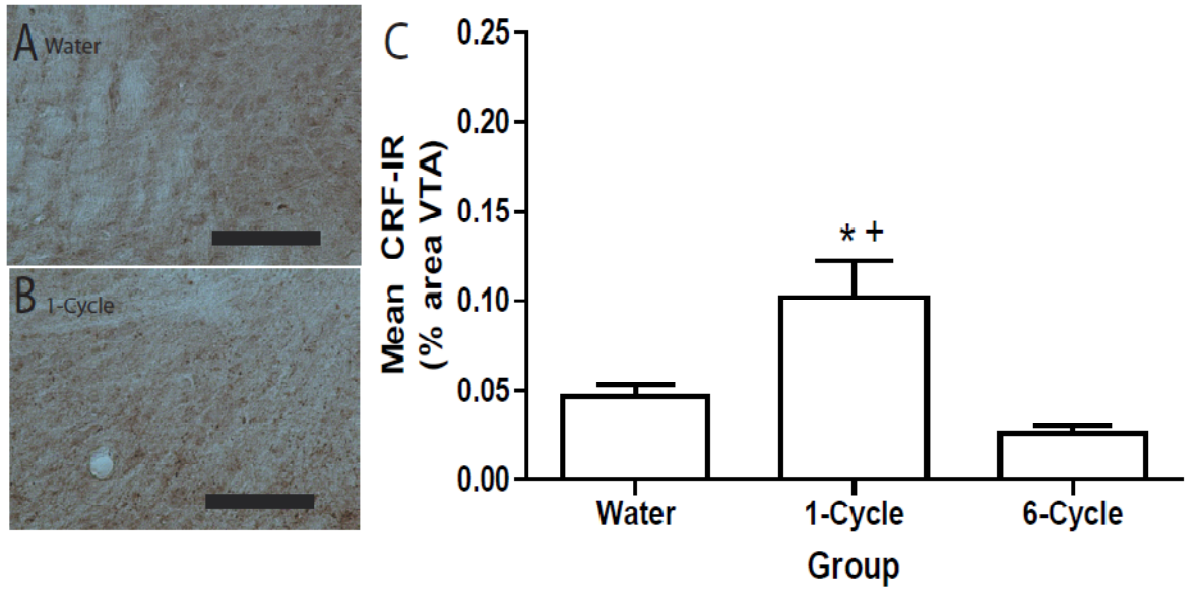 A Water
B 1-Cycle
C
Mean CRF-IR
(% area VTA)
0.25
0.20
0.15
0.10
0.05
0.00
* +
Water 1-Cycle 6-Cycle
Group